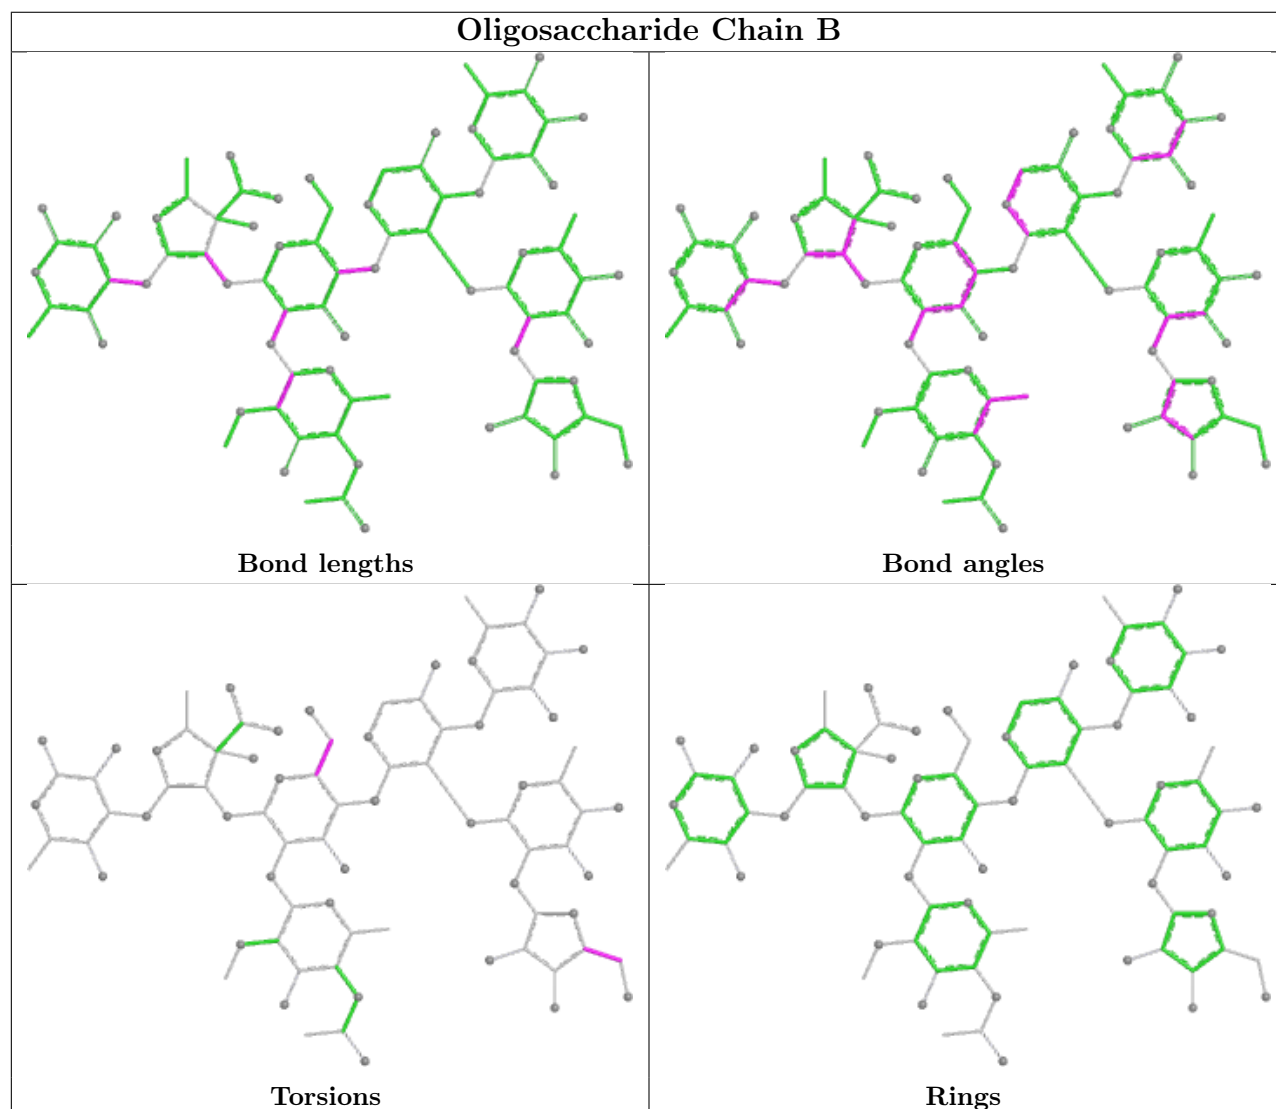 Oligosaccharide Chain B
Bond lengths
Bond angles
Torsions
Rings